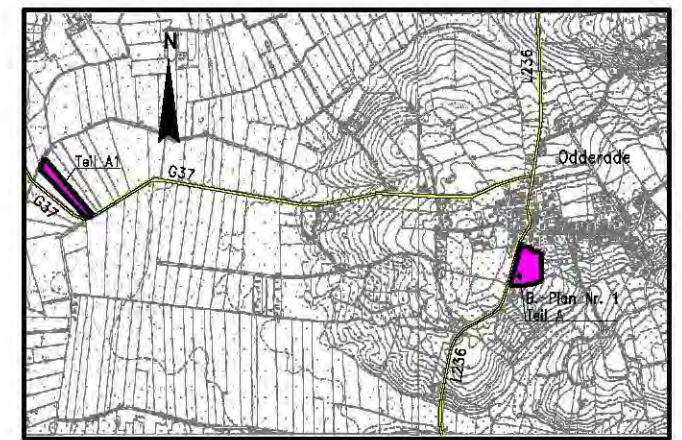 N
L236
Odderade
Teil A1
G37
G37
B.-Plan Nr. 1
Teil A
L236